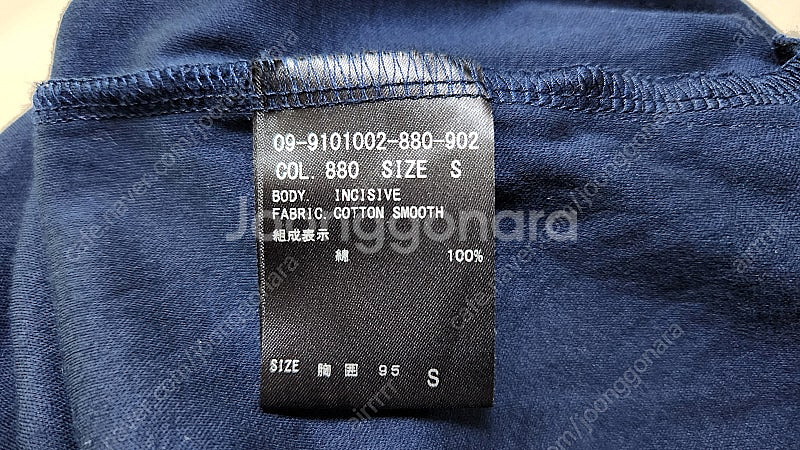 09-9101002-880-902
COL. 880 SIZE S
BODY. INCISIVE
FABRIC. COTTON SMOOTH
Joonggonara
組成表示
綿 100%
SIZE 胸囲 95 S